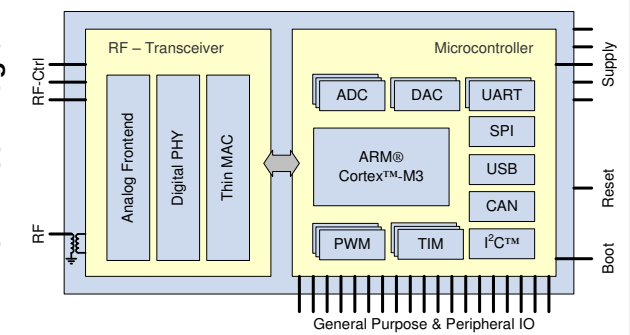 RF – Transceiver
Microcontroller
RF-Ctrl
Supply
ADC
DAC
UART
SPI
Analog Frontend
Digital PHY
Thin MAC
ARM®
Cortex™-M3
USB
Reset
CAN
RF
PWM
TIM
I²C™
Boot
General Purpose & Peripheral IO